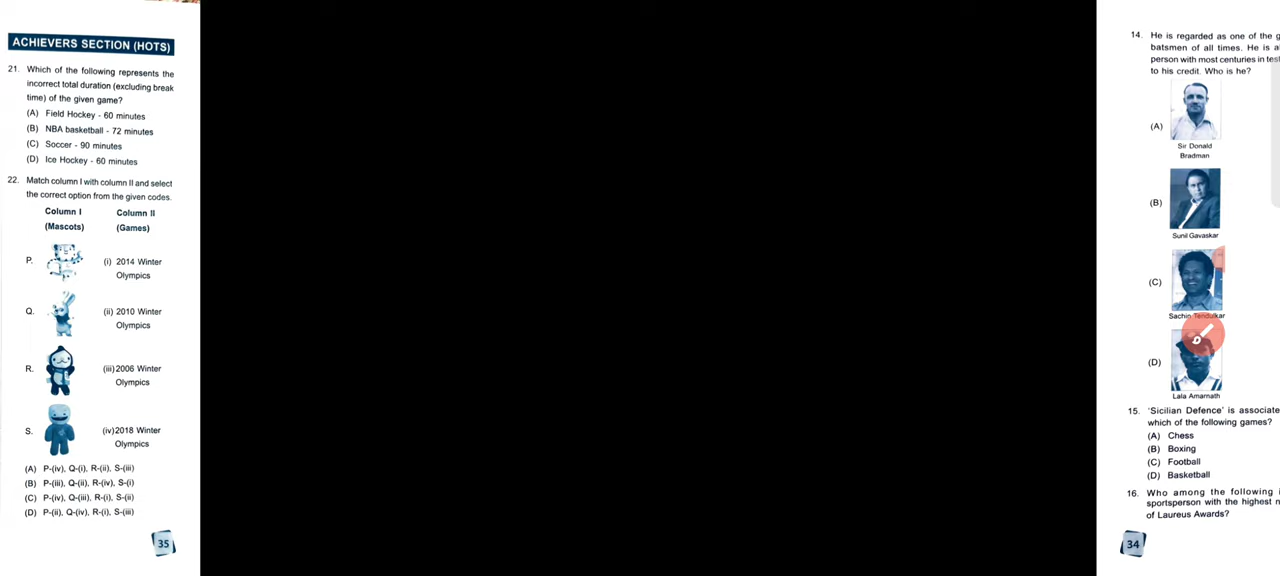 ACHIEVERS SECTION (HOTS)
21. Which of the following represents the
incorrect total duration (excluding break
time) of the given game?
(A) Field Hockey - 60 minutes
(B) NBA basketball - 72 minutes
(C) Soccer - 90 minutes
(D) Ice Hockey - 60 minutes
22. Match column I with column II and select
the correct option from the given codes.
Column I Column II
(Mascots) (Games)
P. (i) 2014 Winter
Olympics
Q. (ii) 2010 Winter
Olympics
R. (iii) 2006 Winter
Olympics
S. (iv) 2018 Winter
Olympics
(A) P-(iv), Q-(i), R-(ii), S-(iii)
(B) P-(iii), Q-(ii), R-(iv), S-(i)
(C) P-(iv), Q-(iii), R-(i), S-(ii)
(D) P-(ii), Q-(iv), R-(i), S-(iii)
35
14. He is regarded as one of the g
batsmen of all times. He is a
person with most centuries in test
to his credit. Who is he?
(A)
Sir Donald
Bradman
(B)
Sunil Gavaskar
(C)
Sachin Tendulkar
(D)
Lala Amarnath
15. 'Sicilian Defence' is associate
which of the following games?
(A) Chess
(B) Boxing
(C) Football
(D) Basketball
16. Who among the following i
sportsperson with the highest n
of Laureus Awards?
34